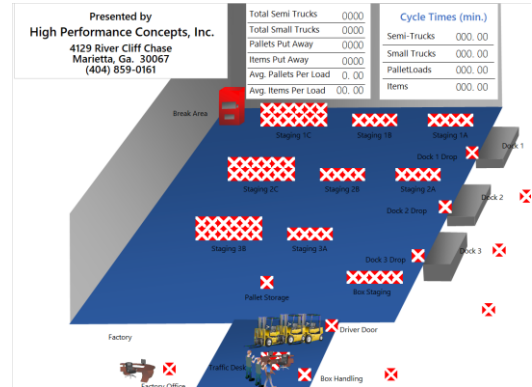 Presented by
High Performance Concepts, Inc.
4129 River Cliff Chase
Marietta, Ga. 30067
(404) 859-0161
Total Semi Trucks 0000
Total Small Trucks 0000
Pallets Put Away 0000
Items Put Away 0000
Avg. Pallets Per Load 0. 00
Avg. Items Per Load 00. 00
Cycle Times (min.)
Semi-Trucks 000. 00
Small Trucks 000. 00
PalletLoads 000. 00
Items 000. 00
Break Area
Staging 1C
Staging 1B
Staging 1A
Dock 1
Dock 1 Drop
Staging 2C
Staging 2B
Staging 2A
Dock 2
Dock 2 Drop
Staging 3B
Staging 3A
Dock 3
Dock 3 Drop
Pallet Storage
Box Staging
Driver Door
Factory
Traffic Desk
Box Handling
Factory Office